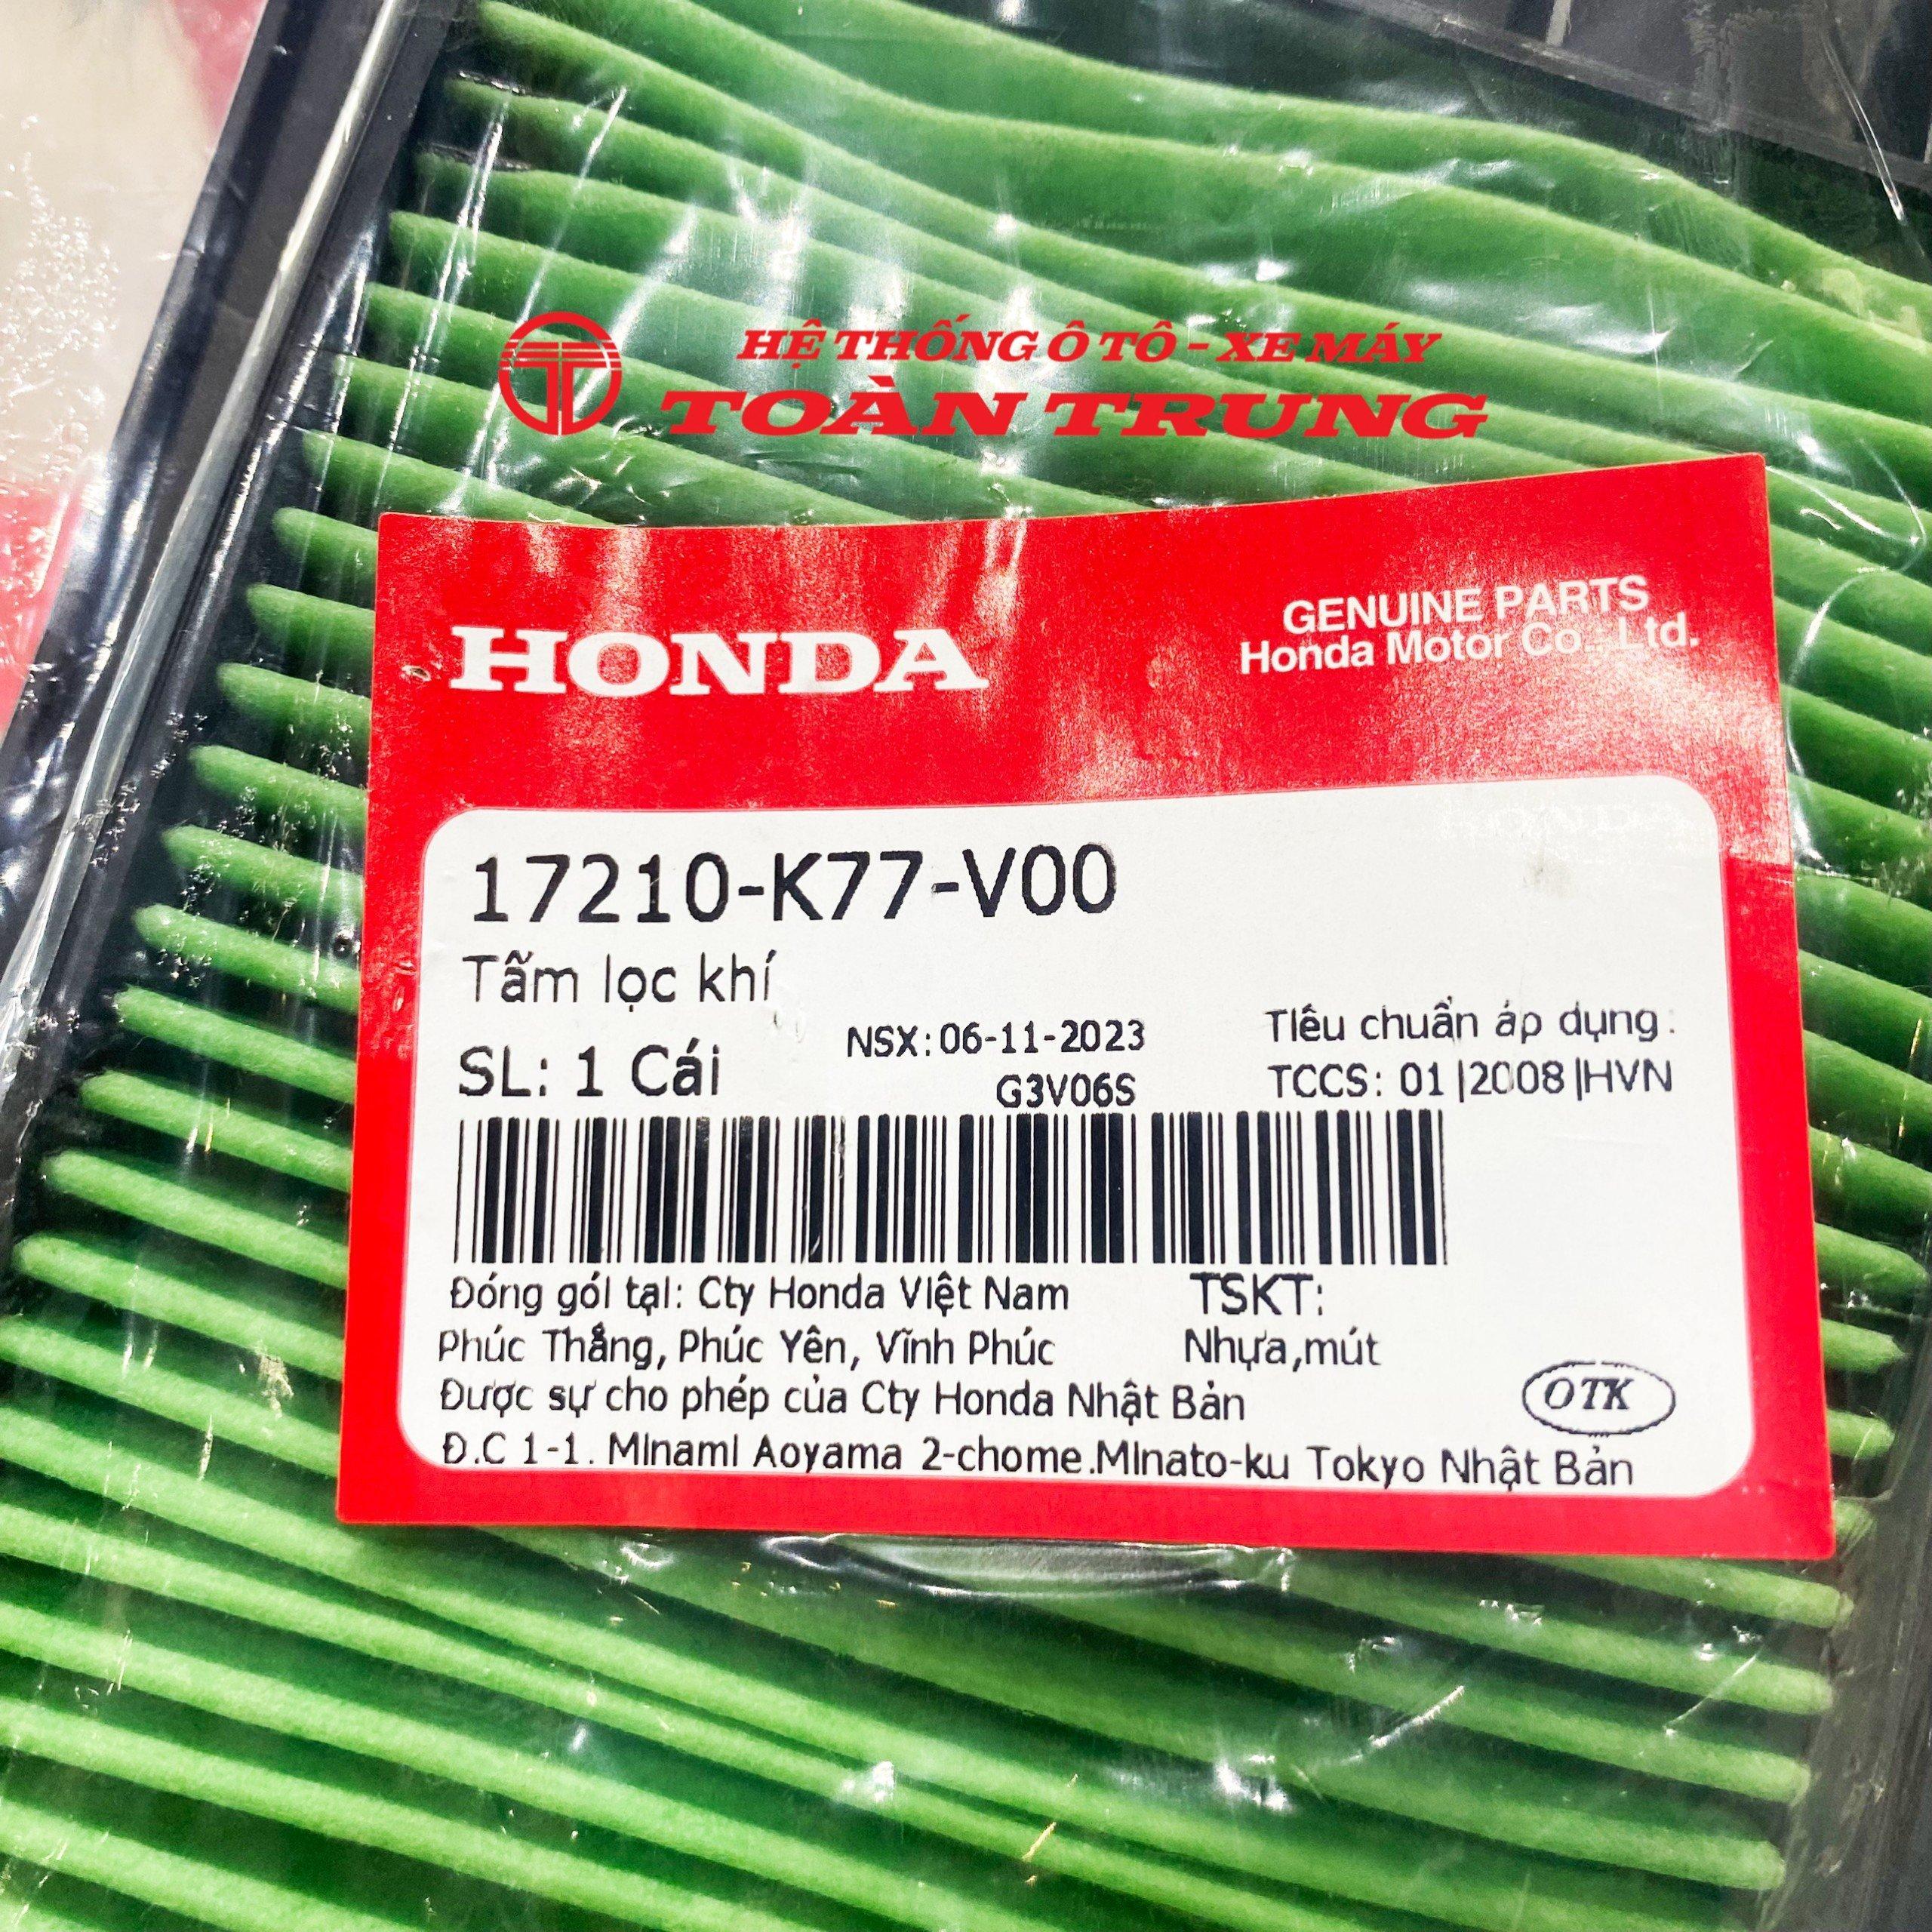 HỆ THỐNG Ô TÔ - XE MÁY
TOÀN TRUNG
HONDA
GENUINE PARTS
Honda Motor Co., Ltd.
HONDA
17210-K77-V00
Tấm lọc khí
SL: 1 Cái
NSX: 06-11-2023
G3V06S
Tiêu chuẩn áp dụng:
TCCS: 01|2008|HVN
Đóng gói tại: Cty Honda Việt Nam
Phúc Thắng, Phúc Yên, Vĩnh Phúc
Được sự cho phép của Cty Honda Nhật Bản
Đ.C 1-1. Minami Aoyama 2-chome.Minato-ku Tokyo Nhật Bản
TSKT:
Nhựa,mút
OTK